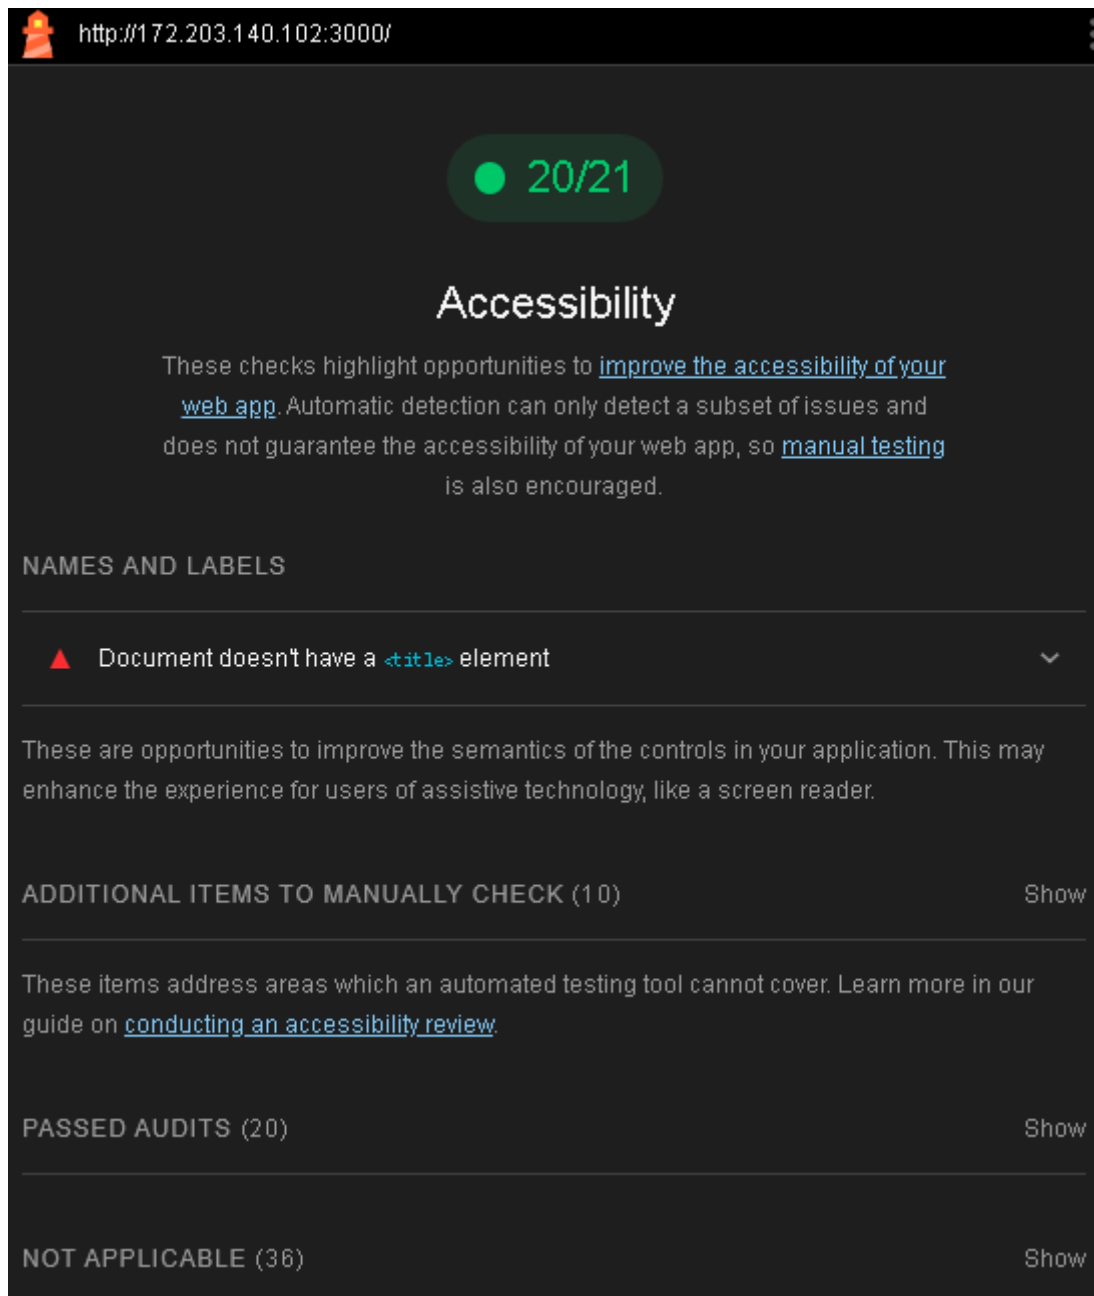 http://172.203.140.102:3000/
20/21
Accessibility
These checks highlight opportunities to improve the accessibility of your
web app. Automatic detection can only detect a subset of issues and
does not guarantee the accessibility of your web app, so manual testing
is also encouraged.
NAMES AND LABELS
Document doesn't have a <title> element
These are opportunities to improve the semantics of the controls in your application. This may
enhance the experience for users of assistive technology, like a screen reader.
ADDITIONAL ITEMS TO MANUALLY CHECK (10) Show
These items address areas which an automated testing tool cannot cover. Learn more in our
guide on conducting an accessibility review.
PASSED AUDITS (20) Show
NOT APPLICABLE (36) Show